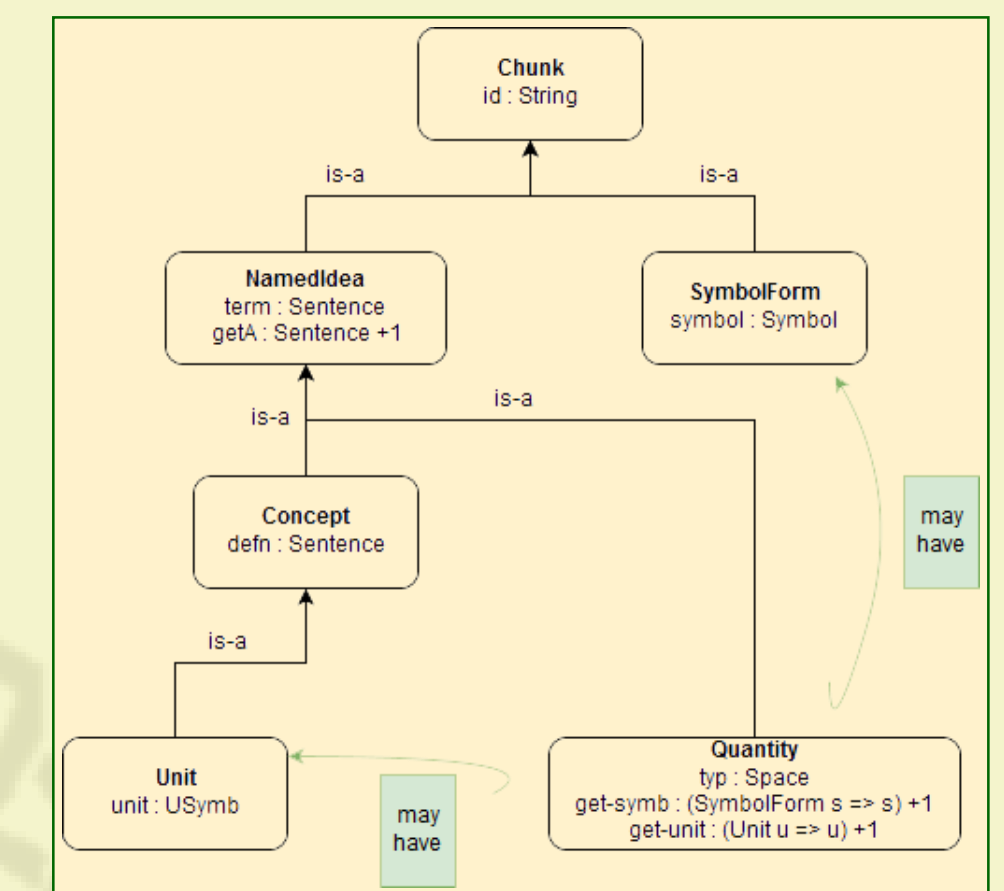 Chunk
id : String
is-a
is-a
NamedIdea
term : Sentence
getA : Sentence +1
SymbolForm
symbol : Symbol
is-a
is-a
Concept
defn : Sentence
may
have
is-a
Unit
unit : USymb
may
have
Quantity
typ : Space
get-symb : (SymbolForm s => s) +1
get-unit : (Unit u => u) +1